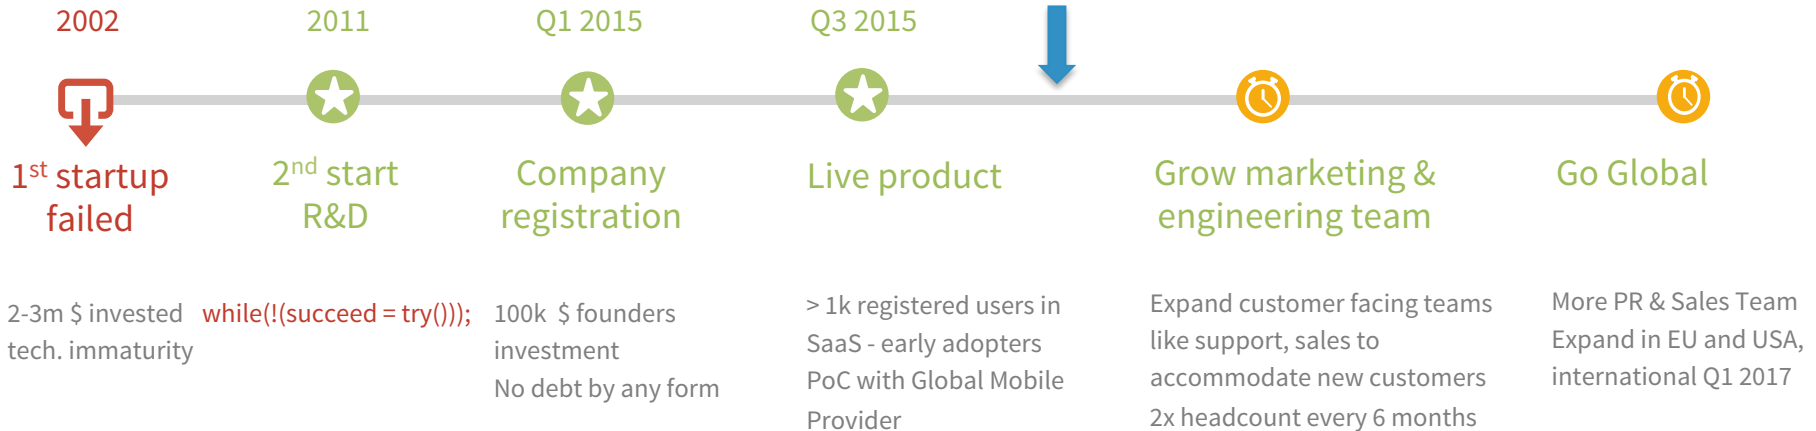 2002
1st startup
failed
2-3m $ invested
tech. immaturity
2011
2nd start
R&D
while(!(succeed = try()));
Q1 2015
Company
registration
100k $ founders
investment
No debt by any form
Q3 2015
Live product
> 1k registered users in
SaaS - early adopters
PoC with Global Mobile
Provider
Grow marketing &
engineering team
Expand customer facing teams
like support, sales to
accommodate new customers
2x headcount every 6 months
Go Global
More PR & Sales Team
Expand in EU and USA,
international Q1 2017